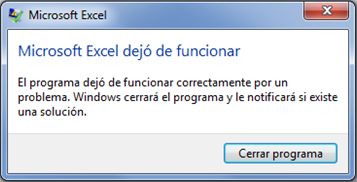 Microsoft Excel
Microsoft Excel dejó de funcionar
El programa dejó de funcionar correctamente por un
problema. Windows cerrará el programa y le notificará si existe
una solución.
Cerrar programa